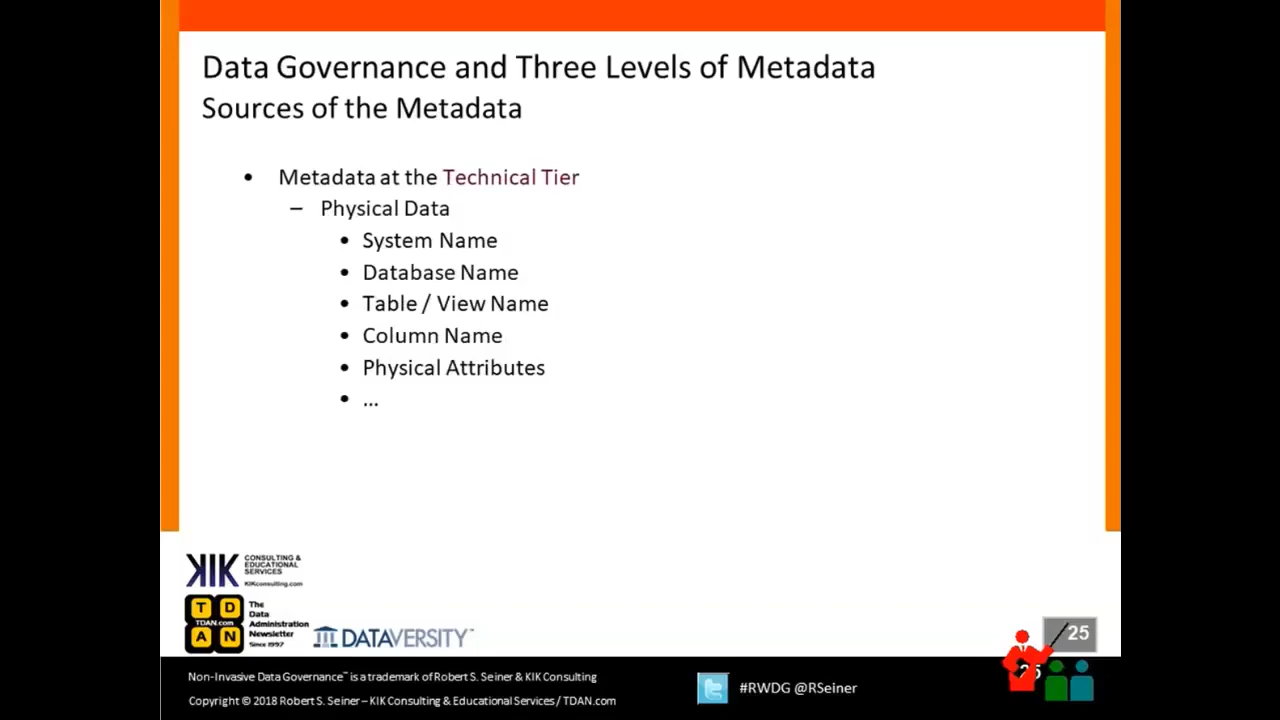 Data Governance and Three Levels of Metadata
Sources of the Metadata
• Metadata at the Technical Tier
– Physical Data
• System Name
• Database Name
• Table / View Name
• Column Name
• Physical Attributes
• ...
KIK CONSULTING &
EDUCATIONAL
SERVICES
KIKconsulting.com
T D
TDAN.com
A N
The
Data
Administration
Newsletter
Since 1997
DATAVERSITY™
25
25
Non-Invasive Data Governance™ is a trademark of Robert S. Seiner & KIK Consulting
Copyright © 2018 Robert S. Seiner – KIK Consulting & Educational Services / TDAN.com
#RWDG @RSeiner